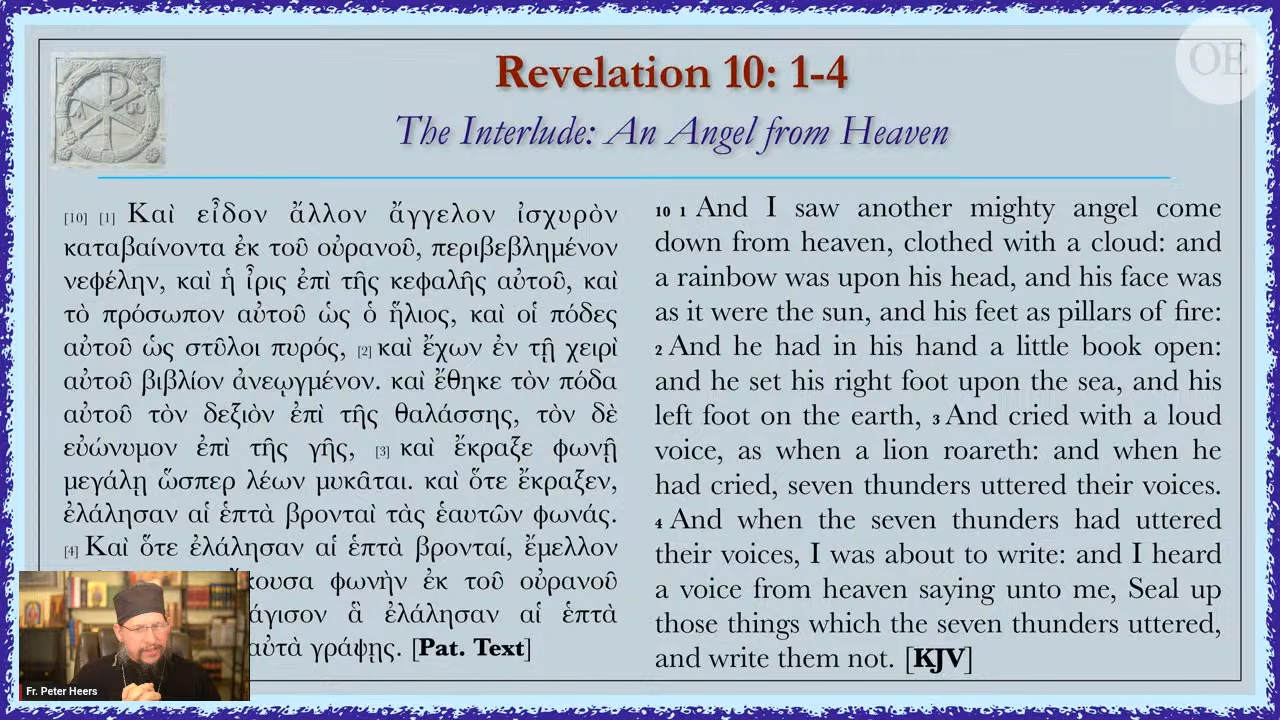 OE
Revelation 10: 1-4
The Interlude: An Angel from Heaven
[10] [1] Καὶ εἶδον ἄλλον ἄγγελον ἰσχυρὸν
καταβαίνοντα ἐκ τοῦ οὐρανοῦ, περιβεβλημένον
νεφέλην, καὶ ἡ ἶρις ἐπὶ τῆς κεφαλῆς αὐτοῦ, καὶ
τὸ πρόσωπον αὐτοῦ ὡς ὁ ἥλιος, καὶ οἱ πόδες
αὐτοῦ ὡς στῦλοι πυρός, [2] καὶ ἔχων ἐν τῇ χειρὶ
αὐτοῦ βιβλίον ἀνεῳγμένον. καὶ ἔθηκε τὸν πόδα
αὐτοῦ τὸν δεξιὸν ἐπὶ τῆς θαλάσσης, τὸν δὲ
εὐώνυμον ἐπὶ τῆς γῆς, [3] καὶ ἔκραξε φωνῇ
μεγάλῃ ὥσπερ λέων μυκᾶται. καὶ ὅτε ἔκραξεν,
ἐλάλησαν αἱ ἑπτὰ βρονταὶ τὰς ἑαυτῶν φωνάς.
[4] Καὶ ὅτε ἐλάλησαν αἱ ἑπτὰ βρονταί, ἔμελλον
φωνὴν ἐκ τοῦ οὐρανοῦ
ἃ ἐλάλησαν αἱ ἑπτὰ
αὐτὰ γράψῃς. [Pat. Text]
10 1 And I saw another mighty angel come
down from heaven, clothed with a cloud: and
a rainbow was upon his head, and his face was
as it were the sun, and his feet as pillars of fire:
2 And he had in his hand a little book open:
and he set his right foot upon the sea, and his
left foot on the earth, 3 And cried with a loud
voice, as when a lion roareth: and when he
had cried, seven thunders uttered their voices.
4 And when the seven thunders had uttered
their voices, I was about to write: and I heard
a voice from heaven saying unto me, Seal up
those things which the seven thunders uttered,
and write them not. [KJV]
Fr. Peter Heers